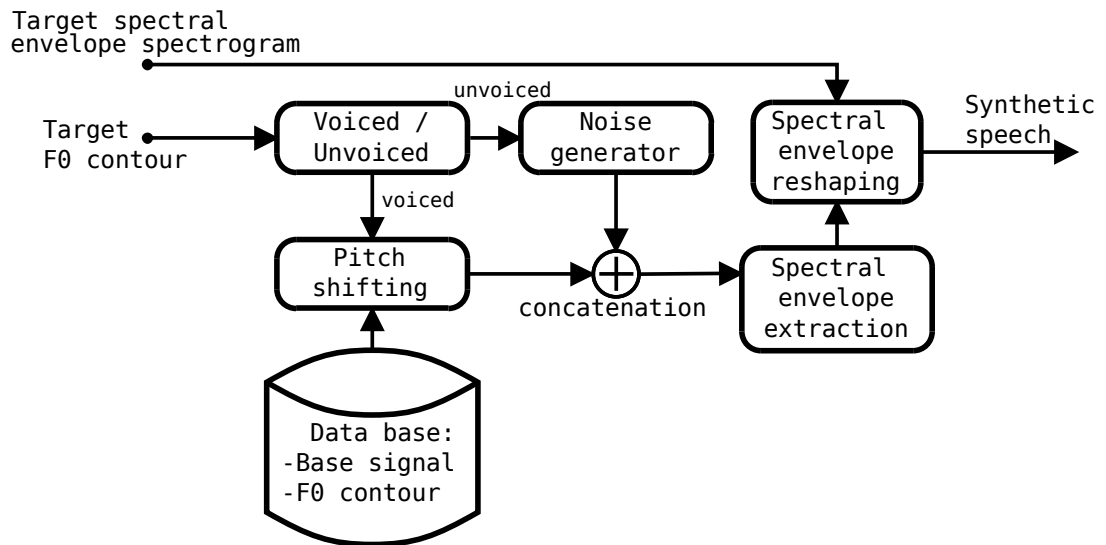 Target spectral
envelope spectrogram
Target
F0 contour
Voiced /
Unvoiced
unvoiced
Noise
generator
voiced
Pitch
shifting
concatenation
Data base:
-Base signal
-F0 contour
Spectral
envelope
extraction
Spectral
envelope
reshaping
Synthetic
speech